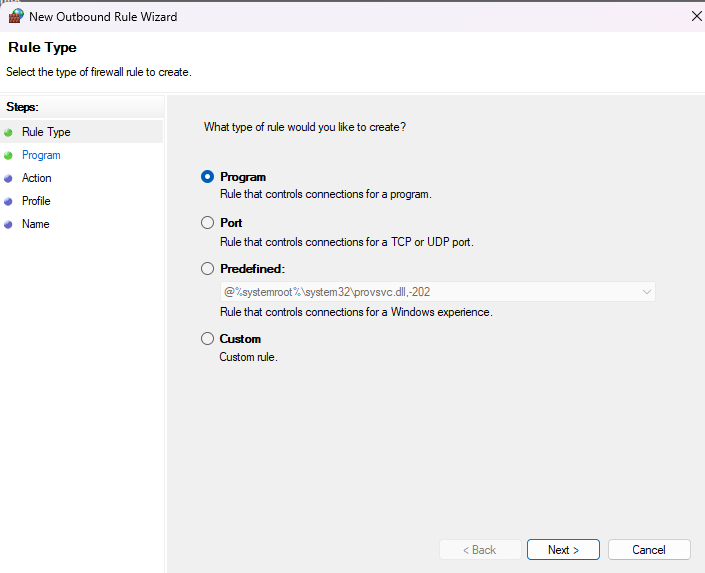 New Outbound Rule Wizard
Rule Type
Select the type of firewall rule to create.
Steps:
Rule Type
Program
Action
Profile
Name
What type of rule would you like to create?
Program
Rule that controls connections for a program.
Port
Rule that controls connections for a TCP or UDP port.
Predefined:
@%systemroot%\system32\provsvc.dll,-202
Rule that controls connections for a Windows experience.
Custom
Custom rule.
< Back
Next >
Cancel